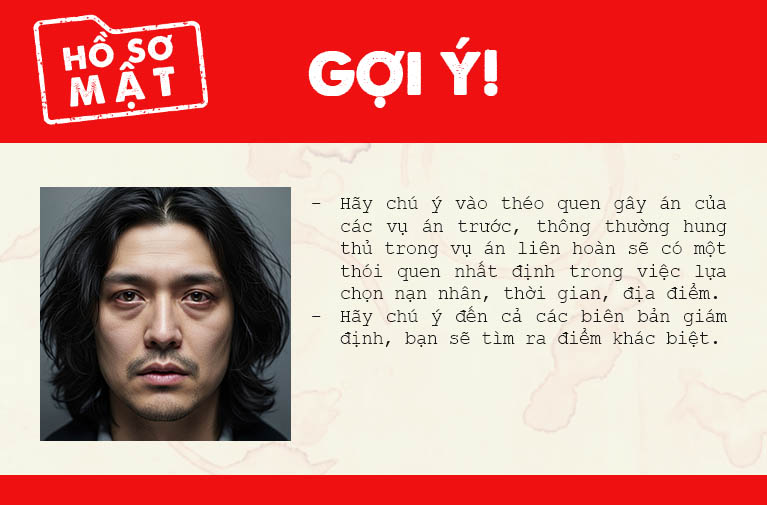 HỒ SƠ
MẬT
GỢI Ý!
- Hãy chú ý vào théo quen gây án của
các vụ án trước, thông thường hung
thủ trong vụ án liên hoàn sẽ có một
thói quen nhất định trong việc lựa
chọn nạn nhân, thời gian, địa điểm.
- Hãy chú ý đến cả các biên bản giám
định, bạn sẽ tìm ra điểm khác biệt.